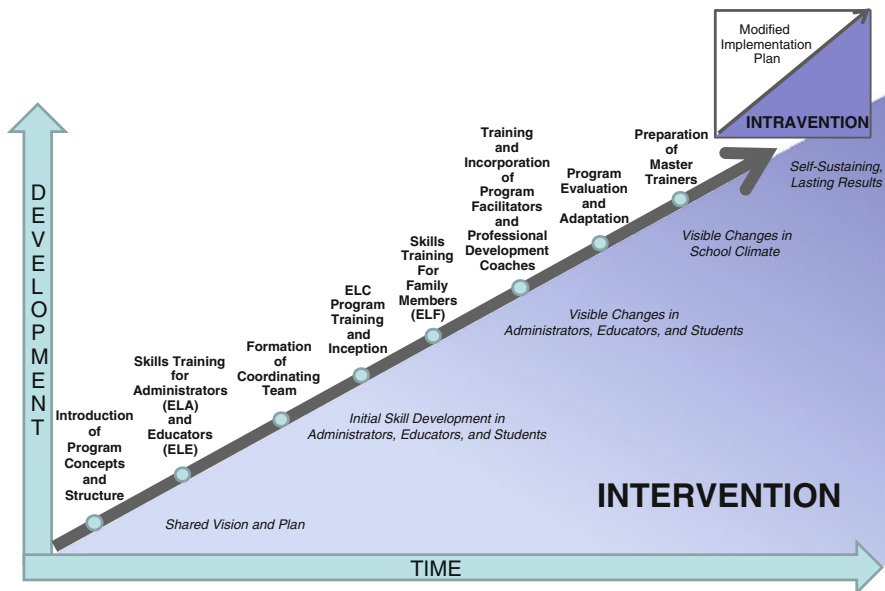 Modified
Implementation
Plan
INTRAVENTION
DEVELOPMENT
Introduction
of
Program
Concepts
and
Structure
Skills Training
for
Administrators
(ELA)
and
Educators
(ELE)
Formation
of
Coordinating
Team
ELC
Program
Training
and
Inception
Skills
Training
For
Family
Members
(ELF)
Training
and
Incorporation
of
Program
Facilitators
and
Professional
Development
Coaches
Program
Evaluation
and
Adaptation
Preparation
of
Master
Trainers
Self-Sustaining,
Lasting Results
Visible Changes in
School Climate
Visible Changes in
Administrators, Educators, and Students
Initial Skill Development in
Administrators, Educators, and Students
Shared Vision and Plan
INTERVENTION
TIME